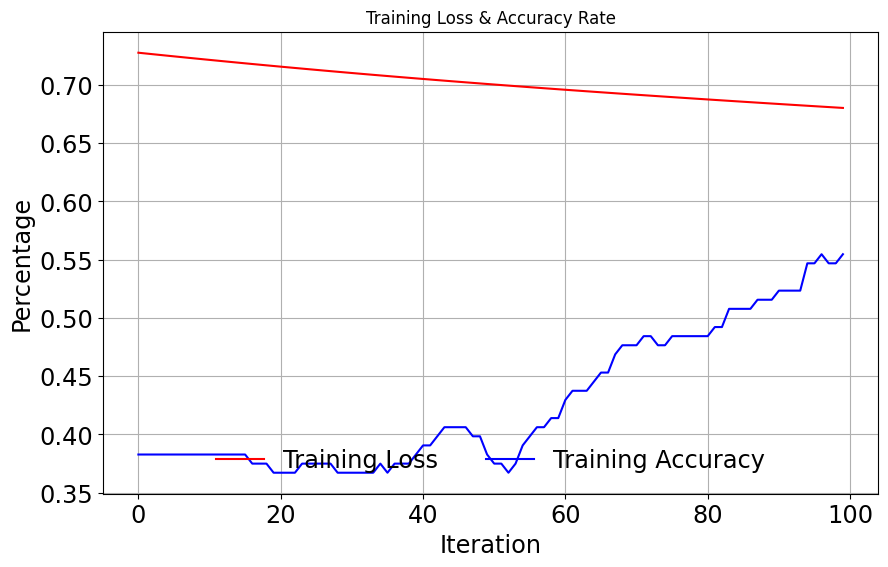 Training Loss & Accuracy Rate
Percentage
0.70
0.65
0.60
0.55
0.50
0.45
0.40
0.35
Training Loss Training Accuracy
0 20 40 60 80 100
Iteration